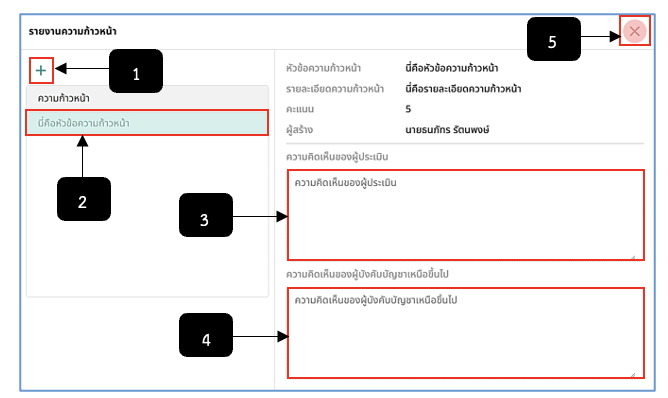 รายงานความก้าวหน้า
5
1
ความก้าวหน้า
นี่คือหัวข้อความก้าวหน้า
2
หัวข้อความก้าวหน้า นี่คือหัวข้อความก้าวหน้า
รายละเอียดความก้าวหน้า นี่คือรายละเอียดความก้าวหน้า
คะแนน 5
ผู้สร้าง นายธนภัทร รัตนพงษ์
ความคิดเห็นของผู้ประเมิน
ความคิดเห็นของผู้ประเมิน
3
ความคิดเห็นของผู้บังคับบัญชาเหนือขึ้นไป
ความคิดเห็นของผู้บังคับบัญชาเหนือขึ้นไป
4